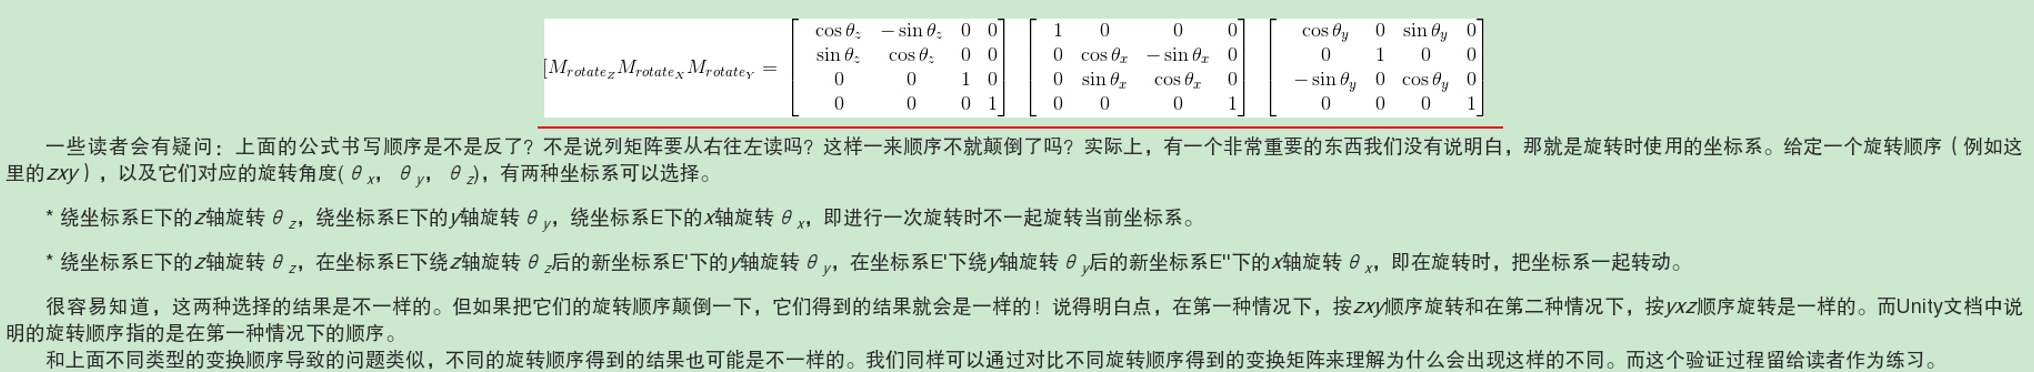 [M_{rotate_Z}M_{rotate_X}M_{rotate_Y} = \begin{bmatrix} \cos\theta_z & -\sin\theta_z & 0 & 0 \\ \sin\theta_z & \cos\theta_z & 0 & 0 \\ 0 & 0 & 1 & 0 \\ 0 & 0 & 0 & 1 \end{bmatrix} \begin{bmatrix} 1 & 0 & 0 & 0 \\ 0 & \cos\theta_x & -\sin\theta_x & 0 \\ 0 & \sin\theta_x & \cos\theta_x & 0 \\ 0 & 0 & 0 & 1 \end{bmatrix} \begin{bmatrix} \cos\theta_y & 0 & \sin\theta_y & 0 \\ 0 & 1 & 0 & 0 \\ -\sin\theta_y & 0 & \cos\theta_y & 0 \\ 0 & 0 & 0 & 1 \end{bmatrix}
一些读者会有疑问：上面的公式书写顺序是不是反了？不是说列矩阵要从右往左读吗？这样一来顺序不就颠倒了吗？实际上，有一个非常重要的东西我们没有说明白，那就是旋转时使用的坐标系。给定一个旋转顺序（例如这
里的zxy），以及它们对应的旋转角度(θx，θy，θz)，有两种坐标系可以选择。
* 绕坐标系E下的z轴旋转θz，绕坐标系E下的y轴旋转θy，绕坐标系E下的x轴旋转θx，即进行一次旋转时不一起旋转当前坐标系。
* 绕坐标系E下的z轴旋转θz，在坐标系E下绕z轴旋转θz后的新坐标系E'下的y轴旋转θy，在坐标系E'下绕y轴旋转θy后的新坐标系E''下的x轴旋转θx，即在旋转时，把坐标系一起转动。
很容易知道，这两种选择的结果是不一样的。但如果把它们的旋转顺序颠倒一下，它们得到的结果就会是一样的！说得明白点，在第一种情况下，按zxy顺序旋转和在第二种情况下，按yxz顺序旋转是一样的。而Unity文档中说
明的旋转顺序指的是在第一种情况下的顺序。
和上面不同类型的变换顺序导致的问题类似，不同的旋转顺序得到的结果也可能是不一样的。我们同样可以通过对比不同旋转顺序得到的变换矩阵来理解为什么会出现这样的不同。而这个验证过程留给读者作为练习。